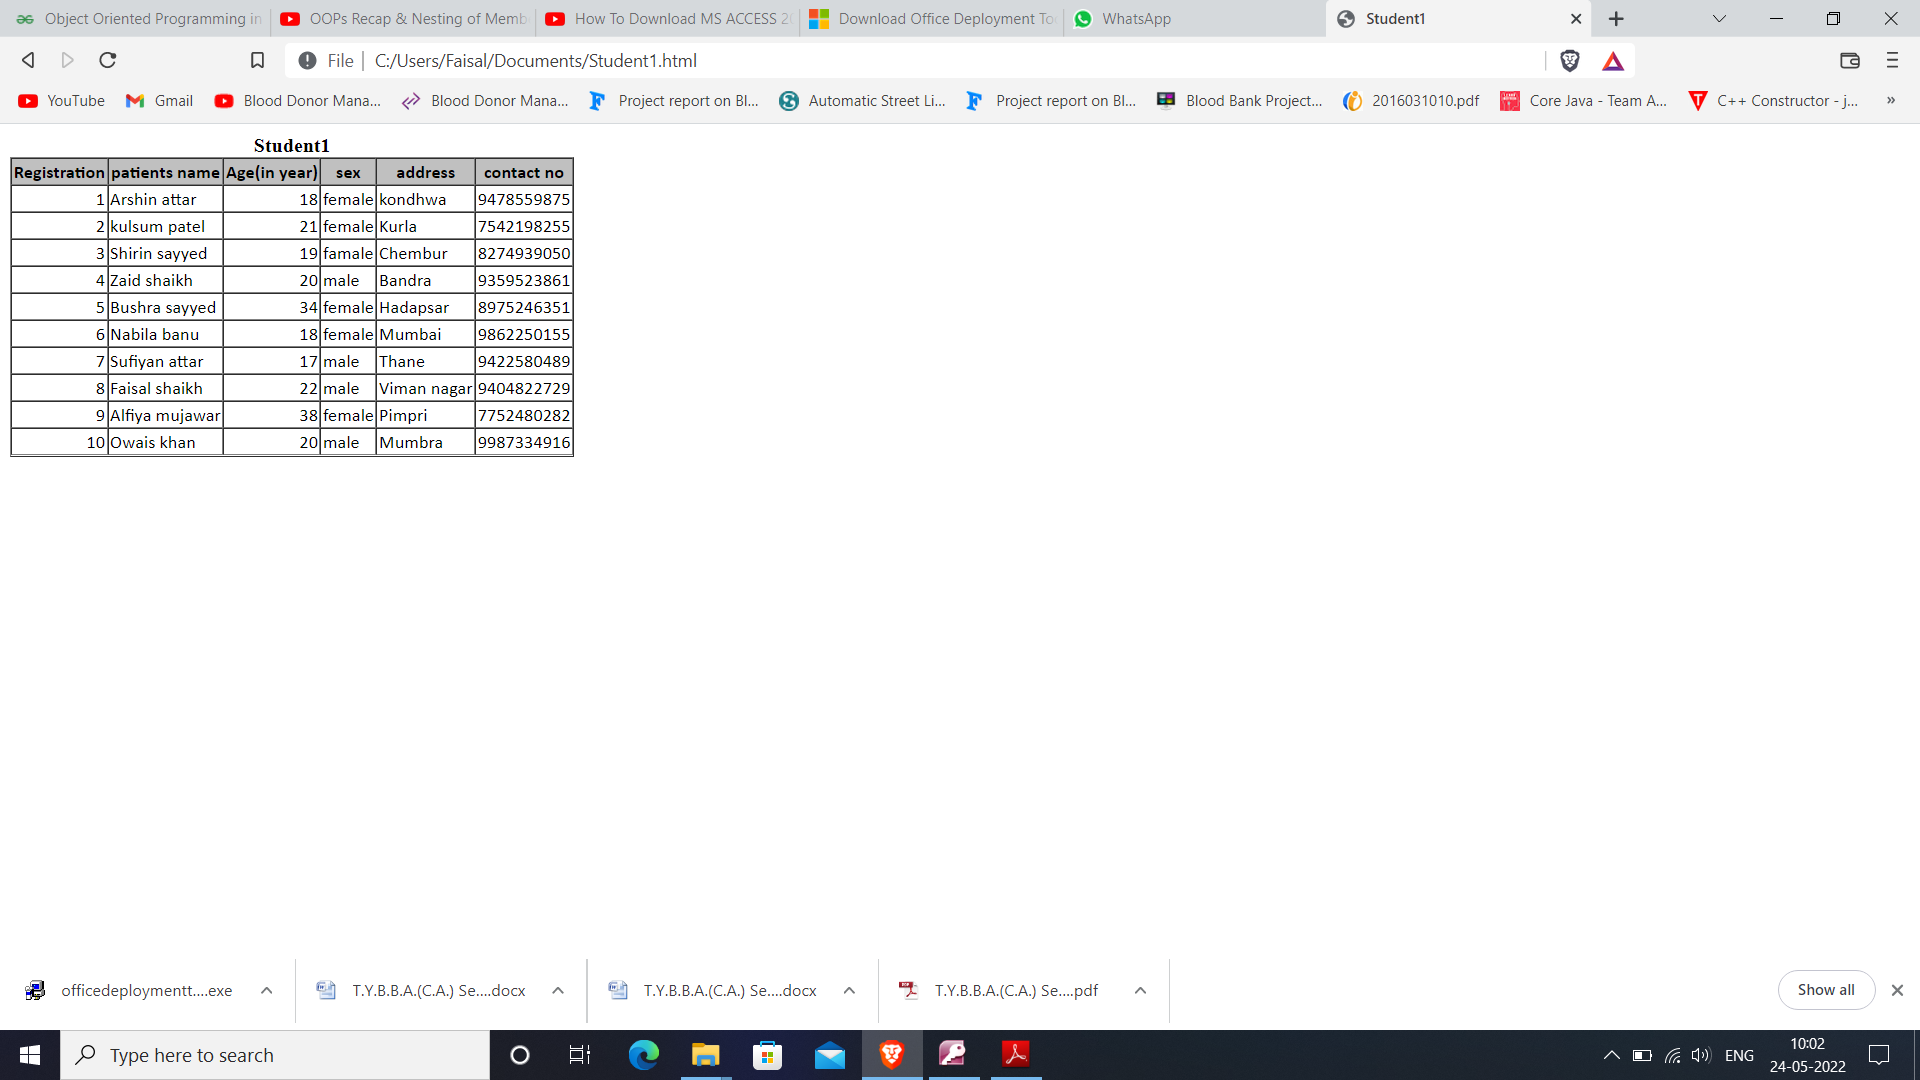 Object Oriented Programming in
OOPs Recap & Nesting of Memb
How To Download MS ACCESS 20
Download Office Deployment To
WhatsApp
Student1
File
C:/Users/Faisal/Documents/Student1.html
YouTube
Gmail
Blood Donor Mana...
Blood Donor Mana...
Project report on Bl...
Automatic Street Li...
Project report on Bl...
Blood Bank Project...
2016031010.pdf
Core Java - Team A...
C++ Constructor - j...
»
Student1
Registration patients name Age(in year) sex address contact no
1 Arshin attar 18 female kondhwa 9478559875
2 kulsum patel 21 female Kurla 7542198255
3 Shirin sayyed 19 famale Chembur 8274939050
4 Zaid shaikh 20 male Bandra 9359523861
5 Bushra sayyed 34 female Hadapsar 8975246351
6 Nabila banu 18 female Mumbai 9862250155
7 Sufiyan attar 17 male Thane 9422580489
8 Faisal shaikh 22 male Viman nagar 9404822729
9 Alfiya mujawar 38 female Pimpri 7752480282
10 Owais khan 20 male Mumbra 9987334916
officedeploymentt....exe
T.Y.B.B.A.(C.A.) Se....docx
T.Y.B.B.A.(C.A.) Se....docx
T.Y.B.B.A.(C.A.) Se....pdf
Show all
Type here to search
ENG
10:02
24-05-2022